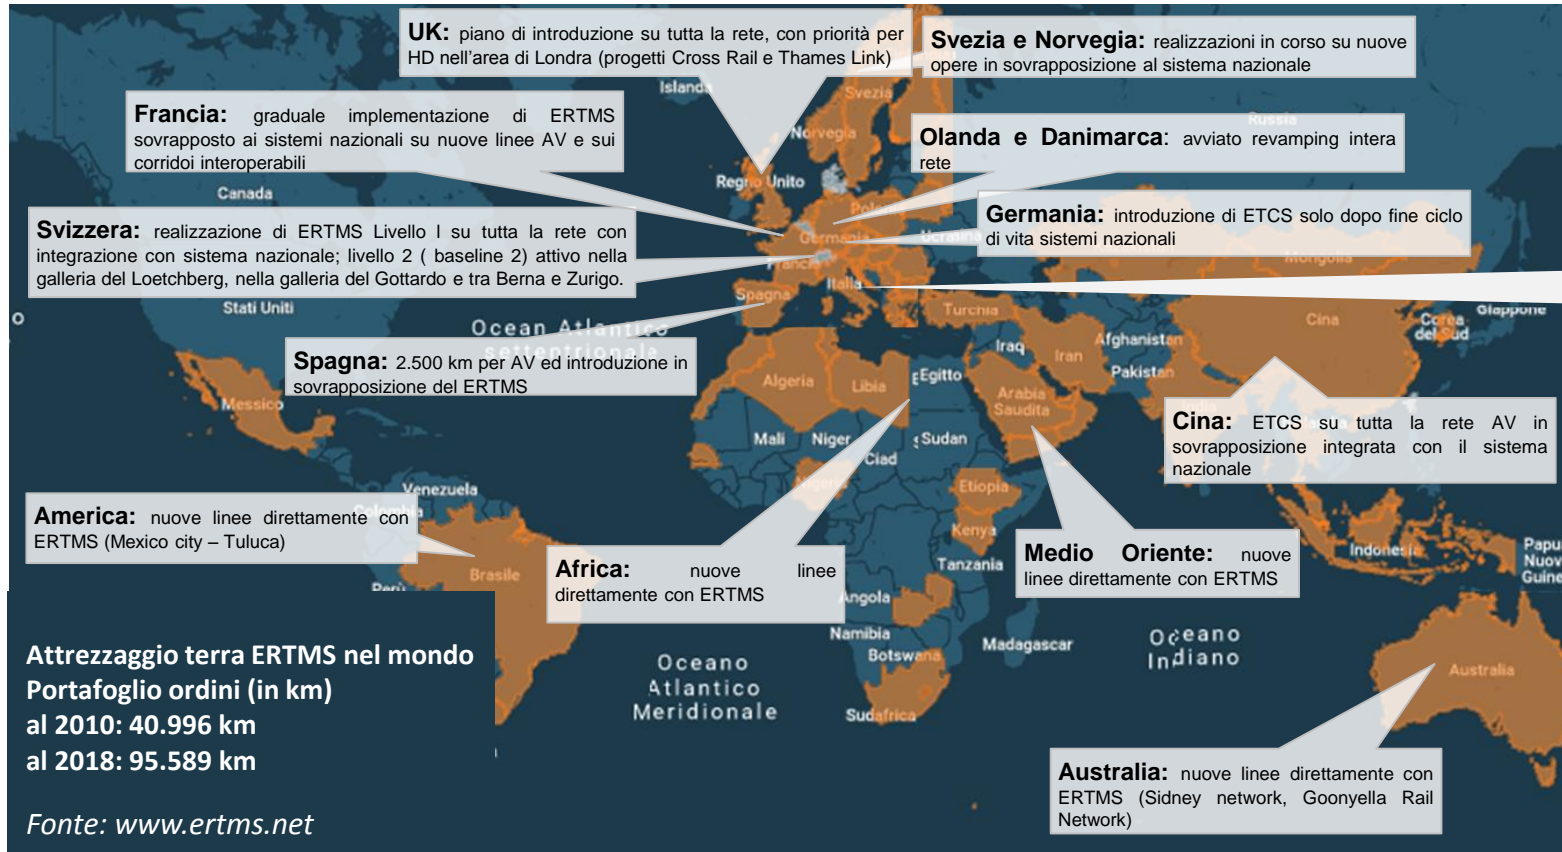 UK: piano di introduzione su tutta la rete, con priorità per
HD nell'area di Londra (progetti Cross Rail e Thames Link)
Svezia e Norvegia: realizzazioni in corso su nuove
opere in sovrapposizione al sistema nazionale
Islanda
Svezia
Russia
Francia: graduale implementazione di ERTMS
sovrapposto ai sistemi nazionali su nuove linee AV e sui
corridoi interoperabili
Norvegia
Olanda e Danimarca: avviato revamping intera
rete
Canada
Regno Unito
Polonia
Svizzera: realizzazione di ERTMS Livello I su tutta la rete con
integrazione con sistema nazionale; livello 2 ( baseline 2) attivo nella
galleria del Loetchberg, nella galleria del Gottardo e tra Berna e Zurigo.
Germania: introduzione di ETCS solo dopo fine ciclo
di vita sistemi nazionali
Germania
Ucraina
Francia
Mongolia
Italia
Spagna
Stati Uniti
o
Turchia
Cina
Corea
del Sud
Giappone
Ocean Atlantico
settentrionale
Spagna: 2.500 km per AV ed introduzione in
sovrapposizione del ERTMS
Iraq
Iran
Afghanistan
Pakistan
Algeria
Libia
Egitto
Arabia
Saudita
Messico
Cina: ETCS su tutta la rete AV in
sovrapposizione integrata con il sistema
nazionale
Mali
Niger
Ciad
Sudan
Nigeria
Etiopia
Venezuela
Colombia
America: nuove linee direttamente con
ERTMS (Mexico city – Tuluca)
Kenya
Africa: nuove linee
direttamente con ERTMS
Medio Oriente: nuove
linee direttamente con ERTMS
Indonesia
Papu
Nuov
Guine
Brasile
Perù
Tanzania
Angola
Namibia
Botswana
Madagascar
Oceano
Indiano
Attrezzaggio terra ERTMS nel mondo
Portafoglio ordini (in km)
al 2010: 40.996 km
al 2018: 95.589 km
Fonte: www.ertms.net
Oceano
Atlantico
Meridionale
Sudafrica
Australia
Australia: nuove linee direttamente con
ERTMS (Sidney network, Goonyella Rail
Network)